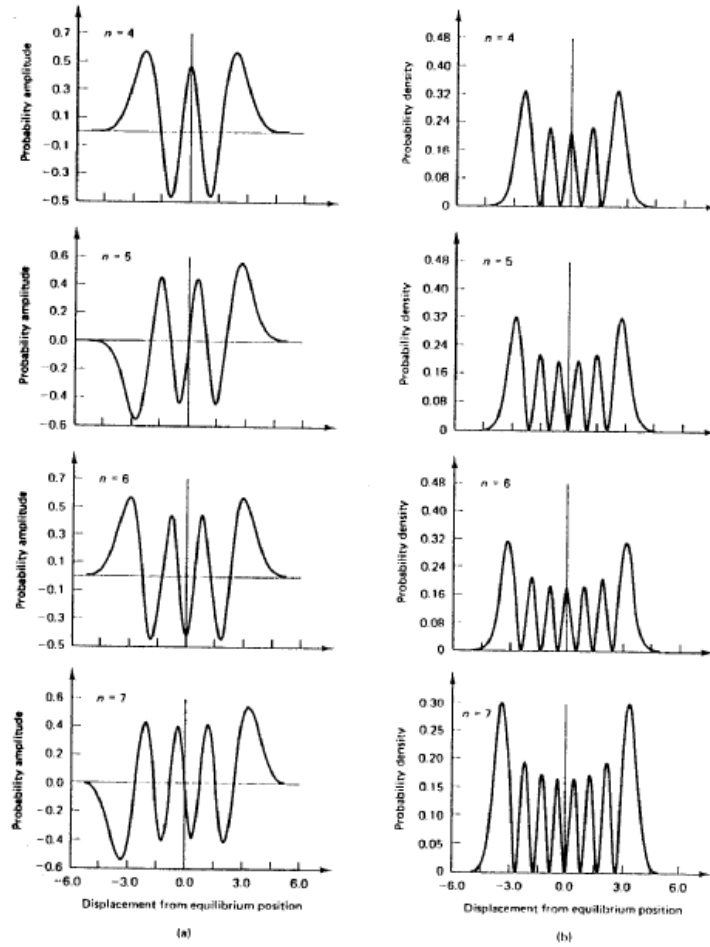 Probability amplitude
0.7
0.5
0.3
0.1
−0.1
−0.3
−0.5
n = 4
Probability density
0.48
0.40
0.32
0.24
0.16
0.08
0
n = 4
Probability amplitude
0.6
0.4
0.2
0.0
−0.2
−0.4
−0.6
n = 5
Probability density
0.48
0.40
0.32
0.24
0.16
0.08
0
n = 5
Probability amplitude
0.7
0.5
0.3
0.1
−0.1
−0.3
−0.5
n = 6
Probability density
0.48
0.40
0.32
0.24
0.16
0.08
0
n = 6
Probability amplitude
0.6
0.4
0.2
0.0
−0.2
−0.4
−0.6
n = 7
−6.0 −3.0 0.0 3.0 6.0
Displacement from equilibrium position
(a)
Probability density
0.30
0.25
0.20
0.15
0.10
0.05
0
n = 7
−6.0 −3.0 0.0 3.0 6.0
Displacement from equilibrium position
(b)